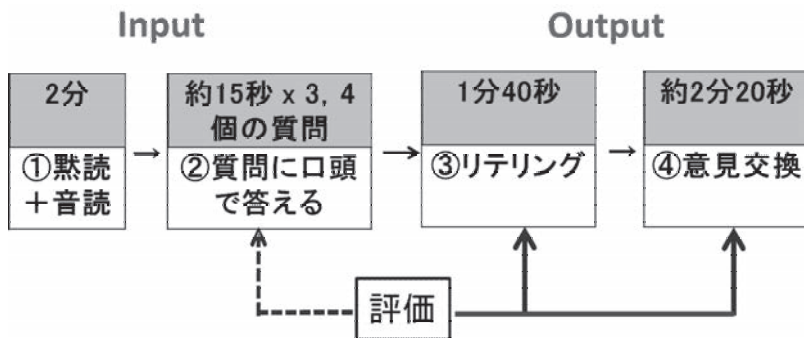 Input
Output
2分
①黙読
＋音読
→
約15秒 x 3, 4
個の質問
②質問に口頭
で答える
→
1分40秒
③リテリング
→
約2分20秒
④意見交換
評価